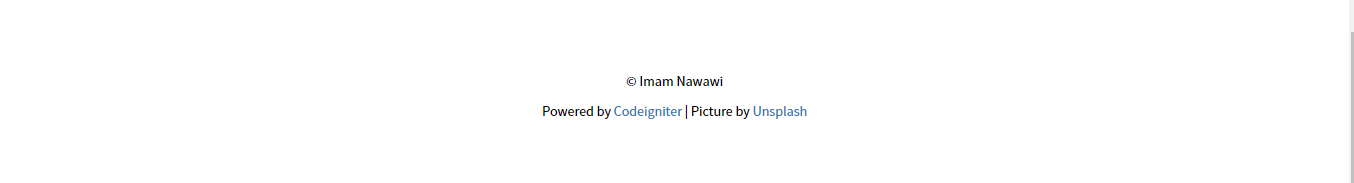 © Imam Nawawi
Powered by Codeigniter | Picture by Unsplash